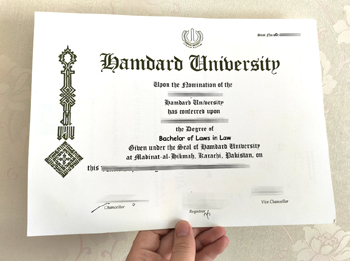 Hamdard University
Upon the Nomination of the
Hamdard University
has conferred upon
the Degree of
Bachelor of Laws in Law
Given under the Seal of Hamdard University
at Madinat-al-Hikmah, Karachi, Pakistan, on
this
Chancellor
Registrar
Vice Chancellor